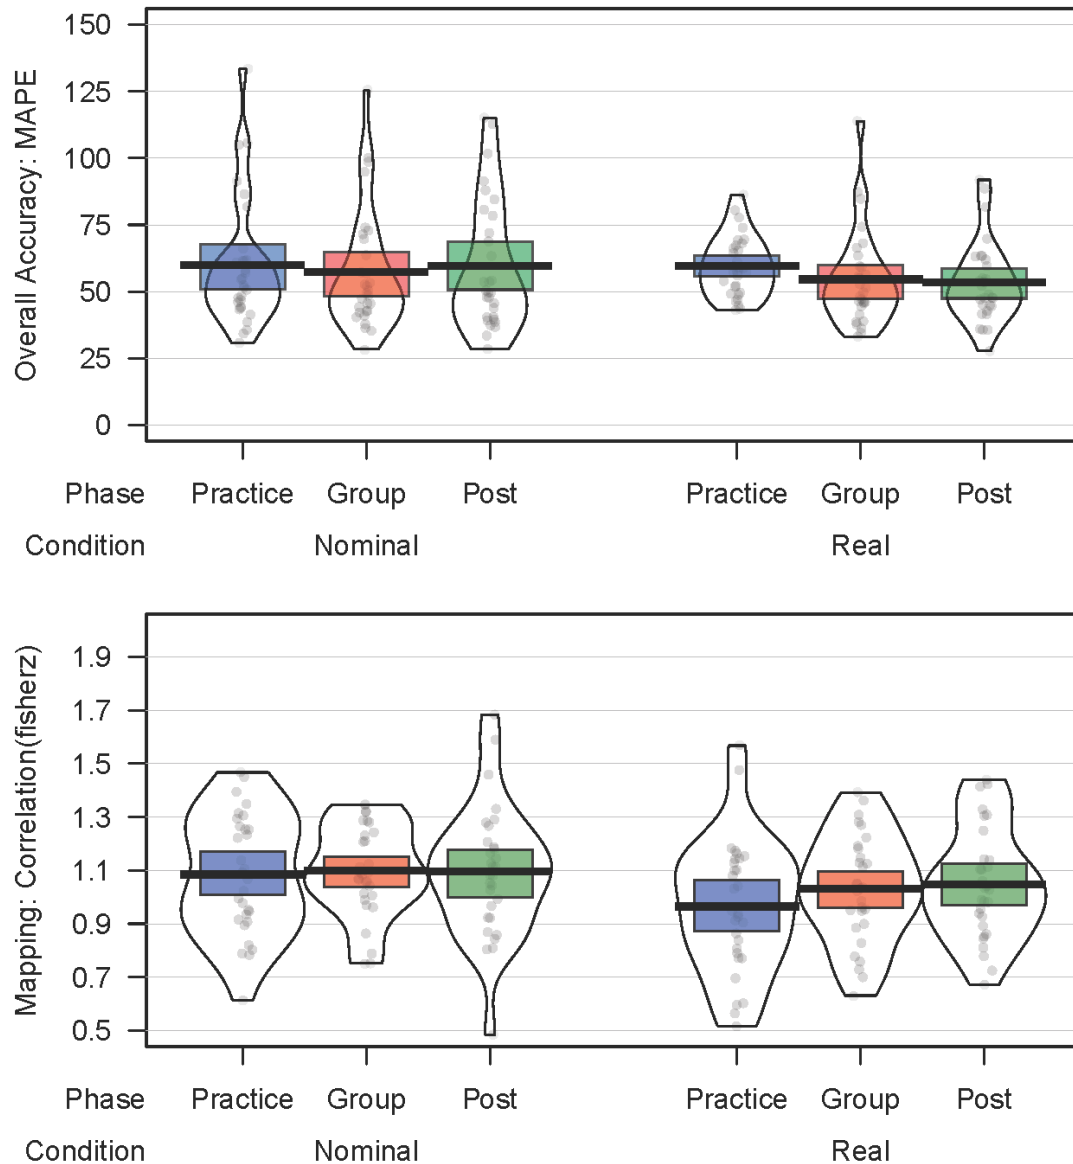 Overall Accuracy: MAPE
150
125
100
75
50
25
0
Phase Practice Group Post Practice Group Post
Condition Nominal Real
Mapping: Correlation(fisherz)
1.9
1.7
1.5
1.3
1.1
0.9
0.7
0.5
Phase Practice Group Post Practice Group Post
Condition Nominal Real